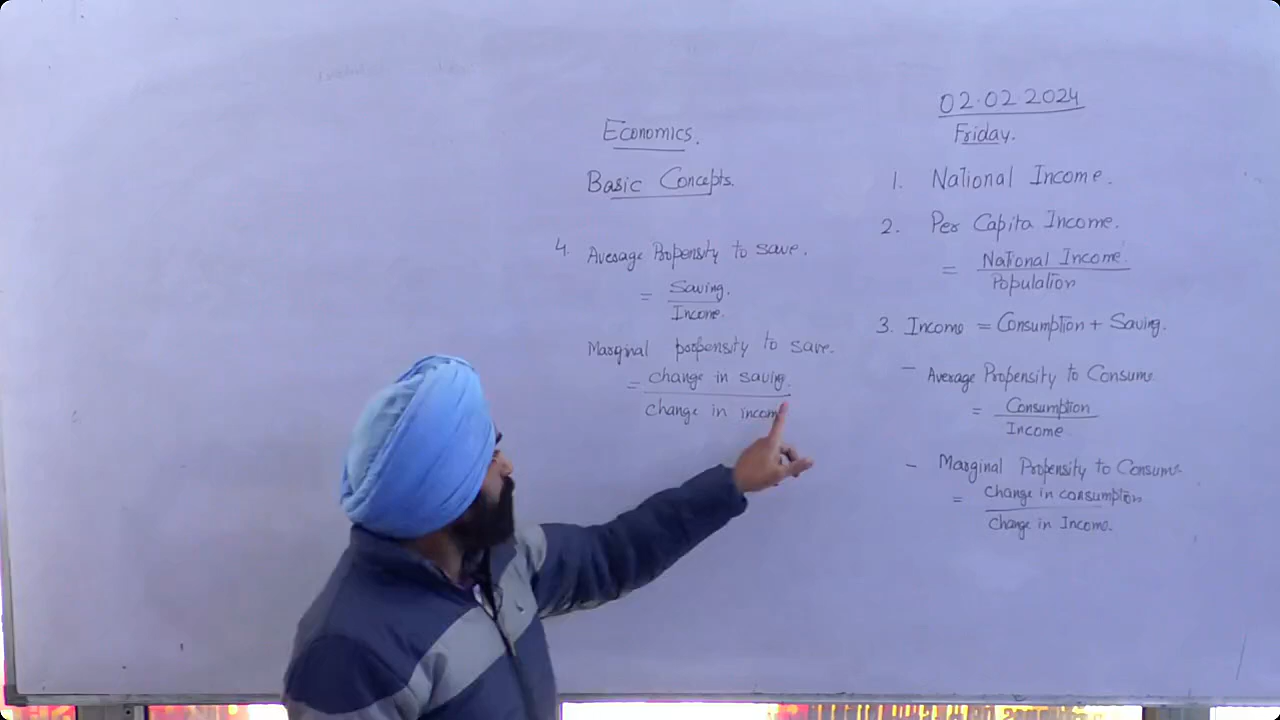 02.02 2024
Friday.
Economics.
Basic Concepts.
1. National Income.
2. Per Capita Income.
= National Income
Population
3. Income = Consumption + Saving.
- Average Propensity to Consume
= Consumption
Income
- Marginal Propensity to Consume
= change in consumption
change in Income.
4. Average Propensity to save.
= Saving.
Income.
Marginal propensity to save.
= change in saving.
change in income